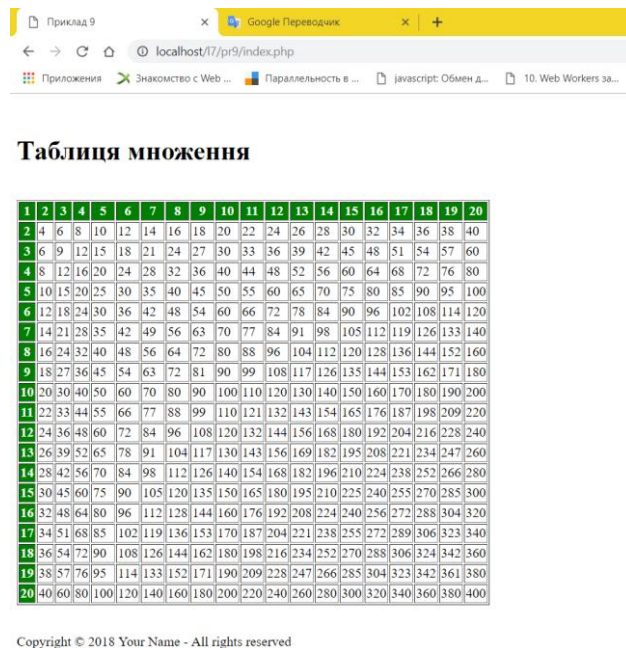 Приклад 9
Google Переводчик
localhost/l7/pr9/index.php
Приложения Знакомство с Web ... Параллельность в ... javascript: Обмен д... 10. Web Workers за...
Таблиця множення
1 2 3 4 5 6 7 8 9 10 11 12 13 14 15 16 17 18 19 20
2 4 6 8 10 12 14 16 18 20 22 24 26 28 30 32 34 36 38 40
3 6 9 12 15 18 21 24 27 30 33 36 39 42 45 48 51 54 57 60
4 8 12 16 20 24 28 32 36 40 44 48 52 56 60 64 68 72 76 80
5 10 15 20 25 30 35 40 45 50 55 60 65 70 75 80 85 90 95 100
6 12 18 24 30 36 42 48 54 60 66 72 78 84 90 96 102 108 114 120
7 14 21 28 35 42 49 56 63 70 77 84 91 98 105 112 119 126 133 140
8 16 24 32 40 48 56 64 72 80 88 96 104 112 120 128 136 144 152 160
9 18 27 36 45 54 63 72 81 90 99 108 117 126 135 144 153 162 171 180
10 20 30 40 50 60 70 80 90 100 110 120 130 140 150 160 170 180 190 200
11 22 33 44 55 66 77 88 99 110 121 132 143 154 165 176 187 198 209 220
12 24 36 48 60 72 84 96 108 120 132 144 156 168 180 192 204 216 228 240
13 26 39 52 65 78 91 104 117 130 143 156 169 182 195 208 221 234 247 260
14 28 42 56 70 84 98 112 126 140 154 168 182 196 210 224 238 252 266 280
15 30 45 60 75 90 105 120 135 150 165 180 195 210 225 240 255 270 285 300
16 32 48 64 80 96 112 128 144 160 176 192 208 224 240 256 272 288 304 320
17 34 51 68 85 102 119 136 153 170 187 204 221 238 255 272 289 306 323 340
18 36 54 72 90 108 126 144 162 180 198 216 234 252 270 288 306 324 342 360
19 38 57 76 95 114 133 152 171 190 209 228 247 266 285 304 323 342 361 380
20 40 60 80 100 120 140 160 180 200 220 240 260 280 300 320 340 360 380 400
Copyright © 2018 Your Name - All rights reserved